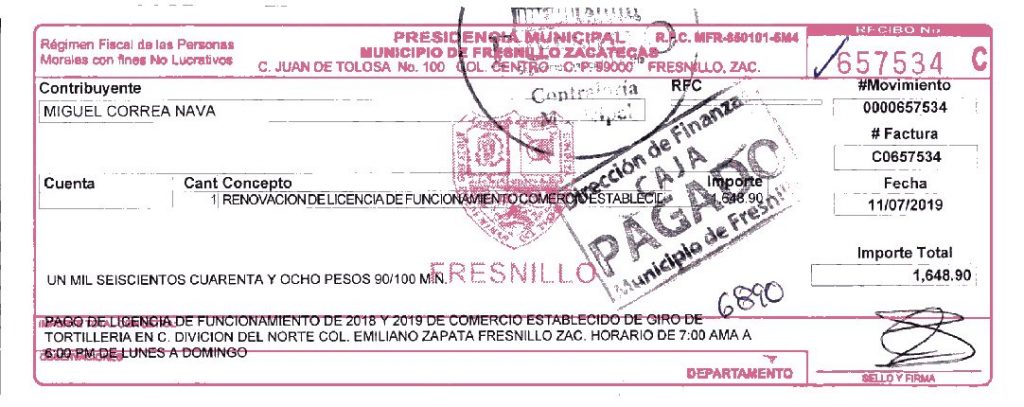 Régimen Fiscal de las Personas
Morales con fines No Lucrativos
PRESIDENCIA MUNICIPAL
MUNICIPIO DE FRESNILLO ZACATECAS
C. JUAN DE TOLOSA No. 100 COL. CENTRO C.P. 99000 FRESNILLO, ZAC.
R.F.C. MFR-850101-5M4
RECIBO No.
657534 C
Contribuyente
RFC
#Movimiento
MIGUEL CORREA NAVA
0000657534
Contraloría
# Factura
C0657534
Cuenta
Cant Concepto
Importe
Fecha
1 RENOVACION DE LICENCIA DE FUNCIONAMIENTO COMERCIO ESTABLECID
1,648.90
11/07/2019
Dirección de Finanza
CAJA
PAGADO
Municipio de Fresnill
Importe Total
1,648.90
UN MIL SEISCIENTOS CUARENTA Y OCHO PESOS 90/100 M.N.
FRESNILLO
6890
PAGO DE LICENCIA DE FUNCIONAMIENTO DE 2018 Y 2019 DE COMERCIO ESTABLECIDO DE GIRO DE
TORTILLERIA EN C. DIVICION DEL NORTE COL. EMILIANO ZAPATA FRESNILLO ZAC. HORARIO DE 7:00 AMA A
6:00 PM DE LUNES A DOMINGO
OBSERVACIONES
DEPARTAMENTO
SELLO Y FIRMA